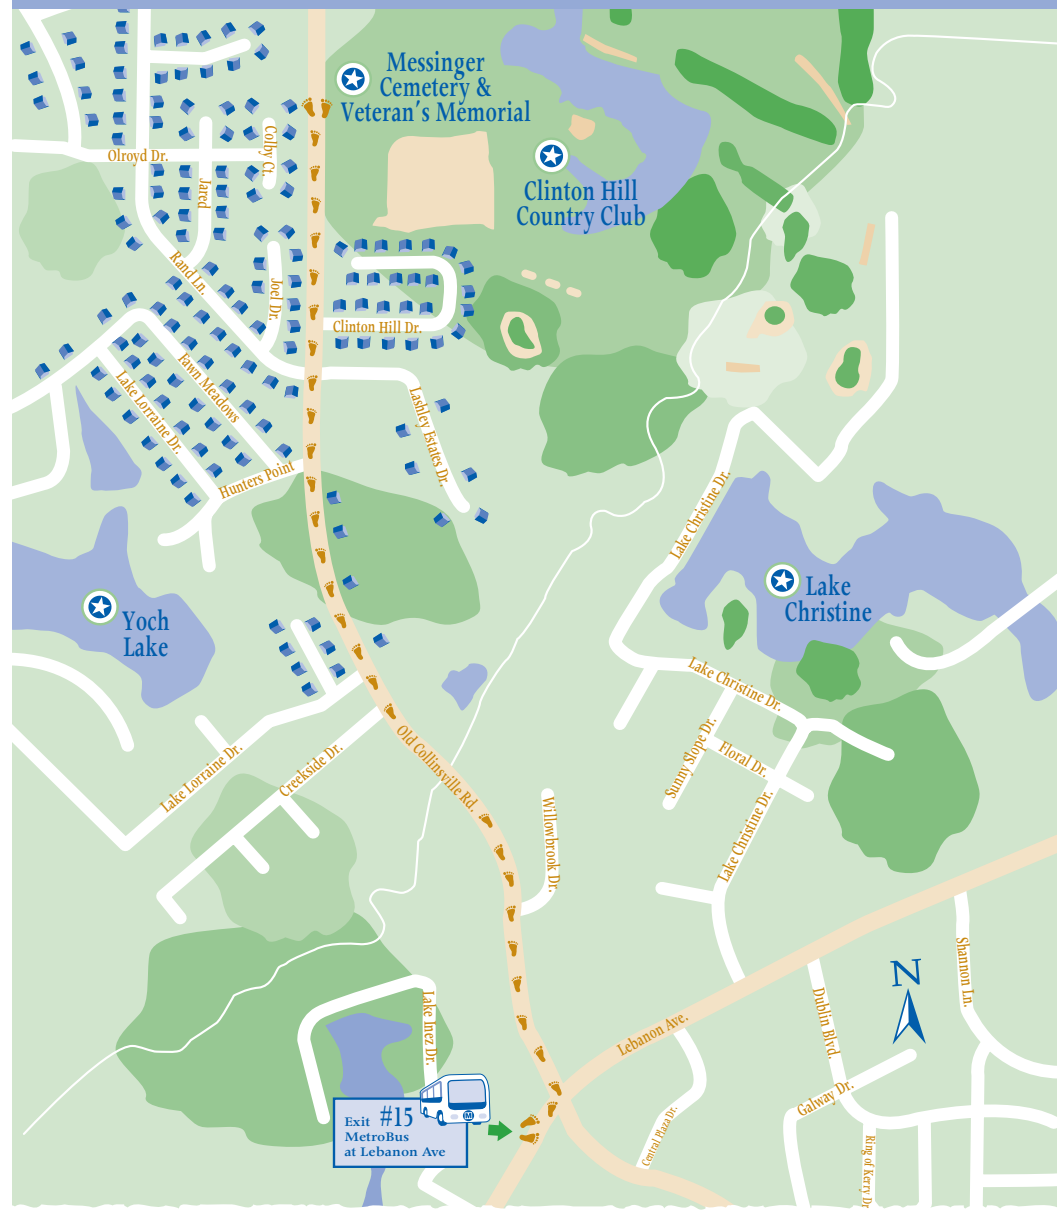 Messinger
Cemetery &
Veteran's Memorial
Clinton Hill
Country Club
Olroyd Dr.
Colby Ct.
Jared
Rand Ln.
Joel Dr.
Clinton Hill Dr.
Fawn Meadows
Lake Lorraine Dr.
Lashley Estates Dr.
Hunters Point
Lake Christine Dr.
Lake
Christine
Yoch
Lake
Lake Christine Dr.
Sunny Slope Dr.
Floral Dr.
Old Collinsville Rd.
Lake Lorraine Dr.
Creekside Dr.
Willowbrook Dr.
Lake Christine Dr.
Shannon Ln.
N
Dublin Blvd.
Lake Inez Dr.
Lebanon Ave.
Galway Dr.
Central Plaza Dr.
Ring of Kerry Dr
M
Exit #15
MetroBus
at Lebanon Ave